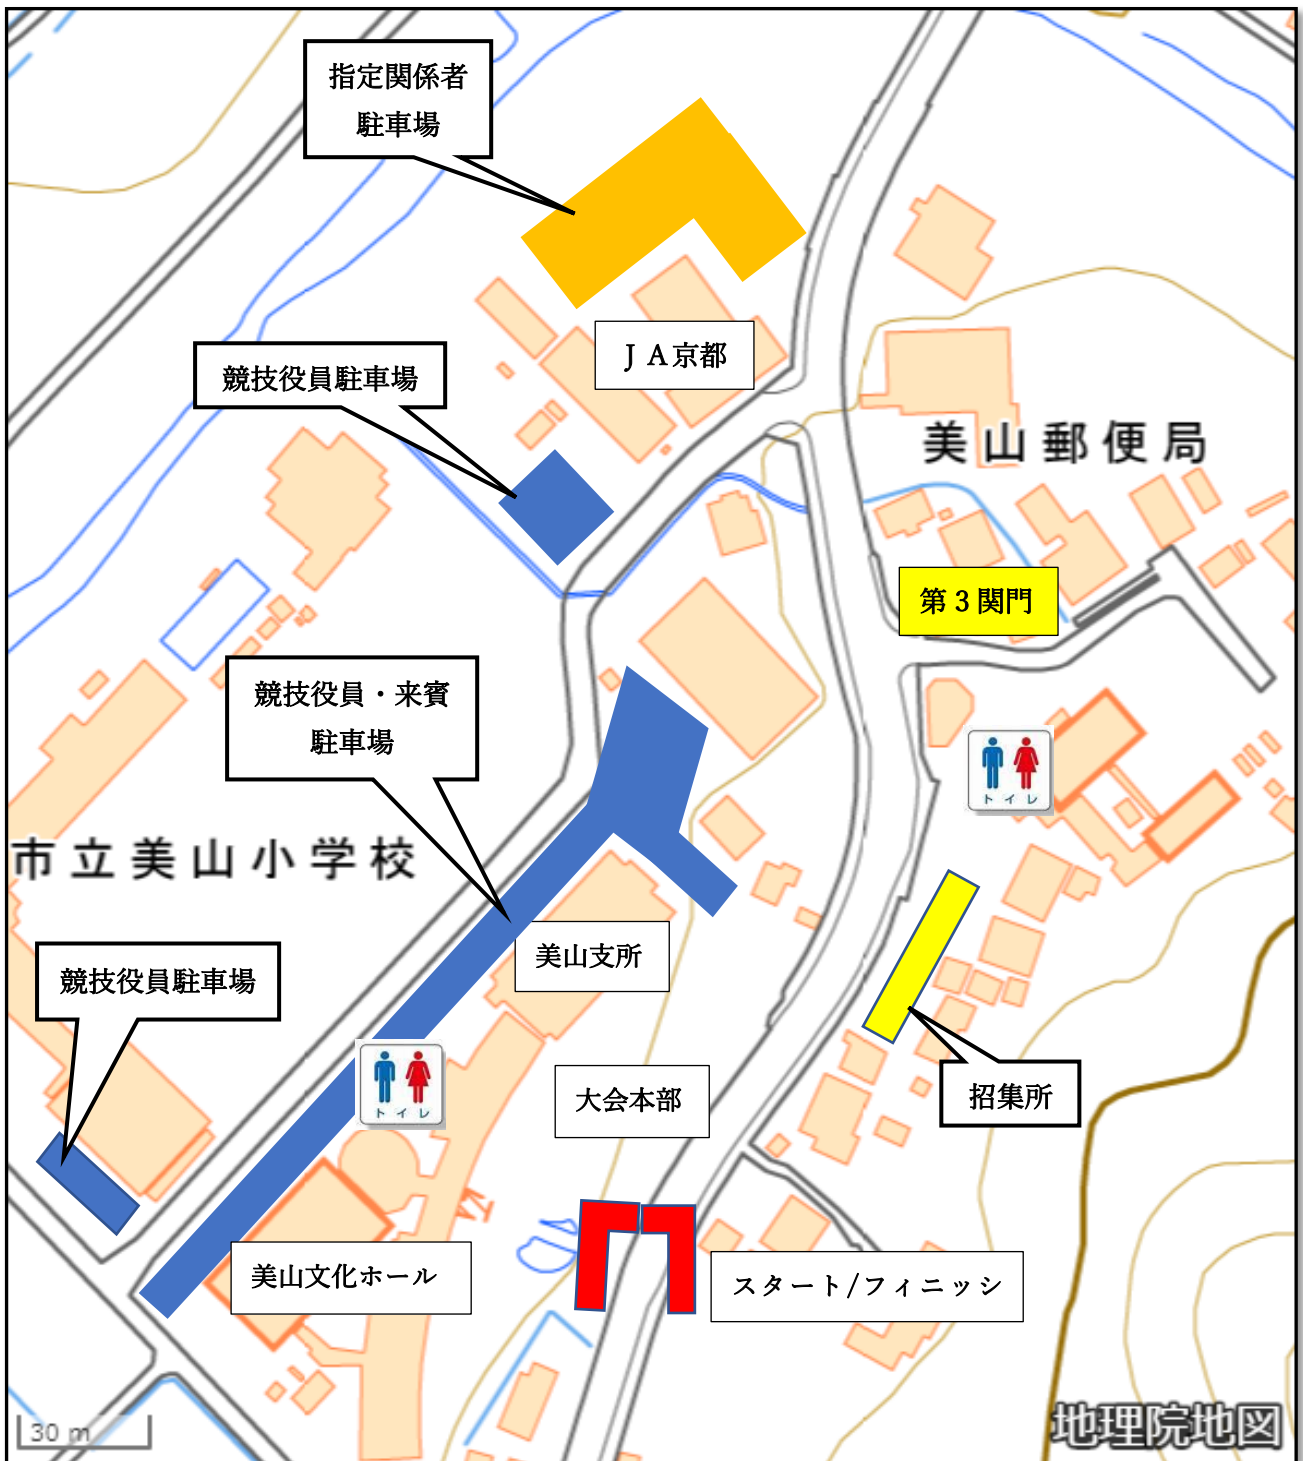 指定関係者
駐車場
ＪＡ京都
競技役員駐車場
美山郵便局
第３関門
競技役員・来賓
駐車場
トイレ
市立美山小学校
美山支所
競技役員駐車場
トイレ
大会本部
招集所
美山文化ホール
スタート/フィニッシ
30 m
地理院地図